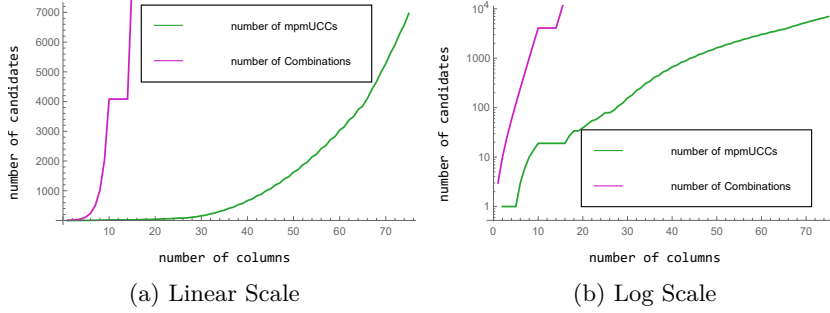 number of candidates
7000
6000
5000
4000
3000
2000
1000
0
10
20
30
40
50
60
70
number of columns
number of mpmUCCs
number of Combinations
(a) Linear Scale
number of candidates
10⁴
1000
100
10
1
0
10
20
30
40
50
60
70
number of columns
number of mpmUCCs
number of Combinations
(b) Log Scale